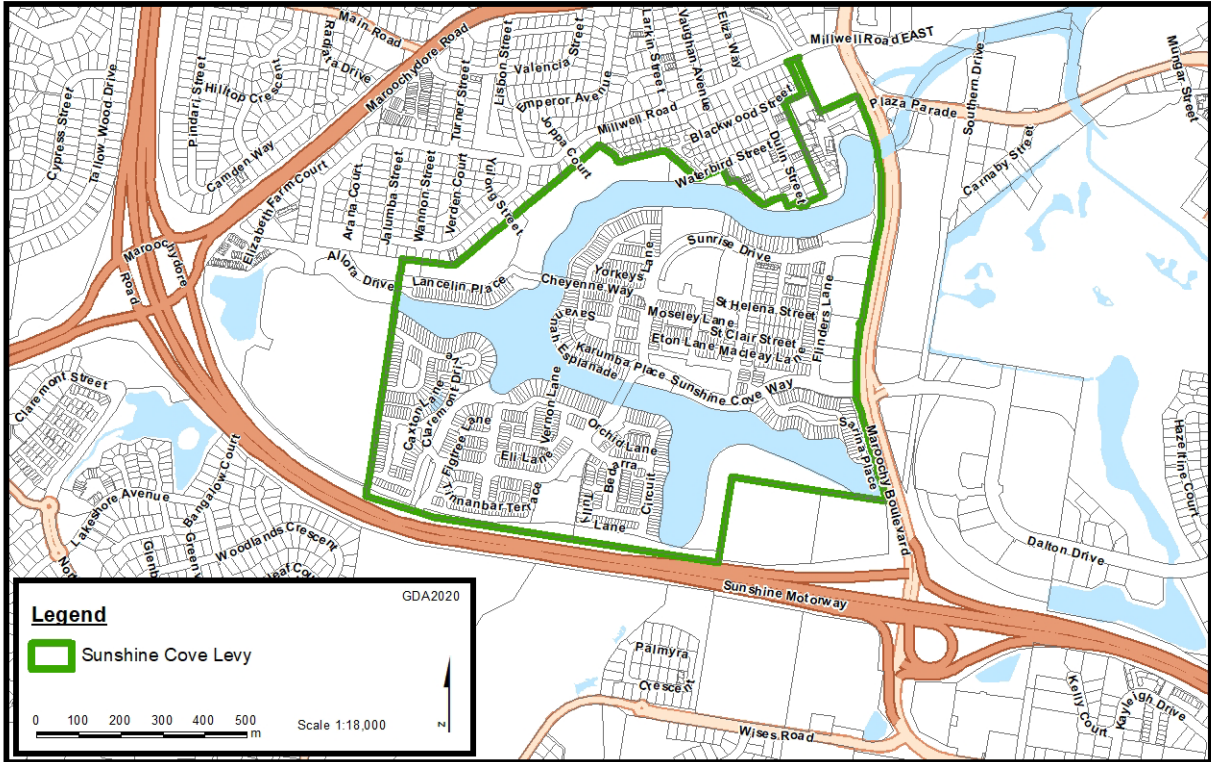 Main Road
Radiata Drive
Pindari Street
Hilltop Crescent
Cypress Street
Tallow Wood Drive
Camden Way
Maroochydore Road
Turner Street
Lisbon Street
Valencia
Emperor Avenue
Joppa Court
Larkin Street
Vaughan Avenue
Eliza Way
Millwell Road EAST
Millwell Road
Blackwood Street
Plaza Parade
Southern Drive
Mungar Street
Carnaby Street
Waterbird Street
Dulin Street
Elizabeth Farm Court
Alana Court
Jalumba Street
Wannon Street
Verden Court
Yulong Street
Maroochydore
Road
Allora Drive
Lancelin Place
Cheyenne Way
Yorkeys
Lane
Sunrise Drive
St Helena Street
Moseley Lane
St Clair Street
Eton Lane
Macleay Lane
Flinders Lane
Savannah Esplanade
Karumba Place
Sunshine Cove Way
Sarina Place
Maroochy Boulevard
Claremont Street
Caxton Lane
Claremont Drive
Figtree Lane
Eli Lane
Vernon Lane
Orchid Lane
Tinnanbar Terrace
Tully
Lane
Circuit
Lakeshore Avenue
Bangalow Court
Woodlands Crescent
Hazeltine Court
Dalton Drive
Sunshine Motorway
Palmyra
Crescent
Wises Road
Kelly Court
Kayleigh Drive
Legend
GDA2020
Sunshine Cove Levy
0 100 200 300 400 500
m
Scale 1:18,000
z